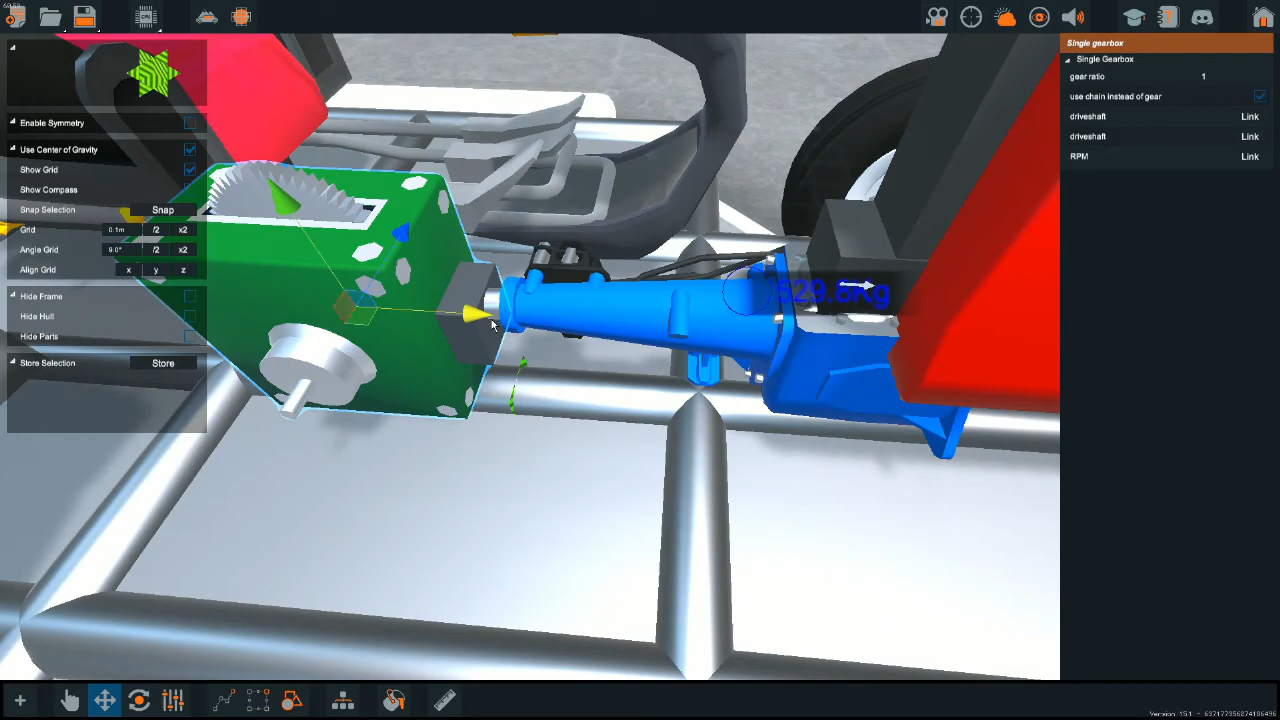 Single gearbox
Single Gearbox
gear ratio 1
use chain instead of gear
driveshaft Link
driveshaft Link
RPM Link
Enable Symmetry
Use Center of Gravity
Show Grid
Show Compass
Snap Selection Snap
Grid 0.1m /2 x2
Angle Grid 9.0° /2 x2
Align Grid x y z
Hide Frame
Hide Hull
Hide Parts
Store Selection Store
529.8Kg